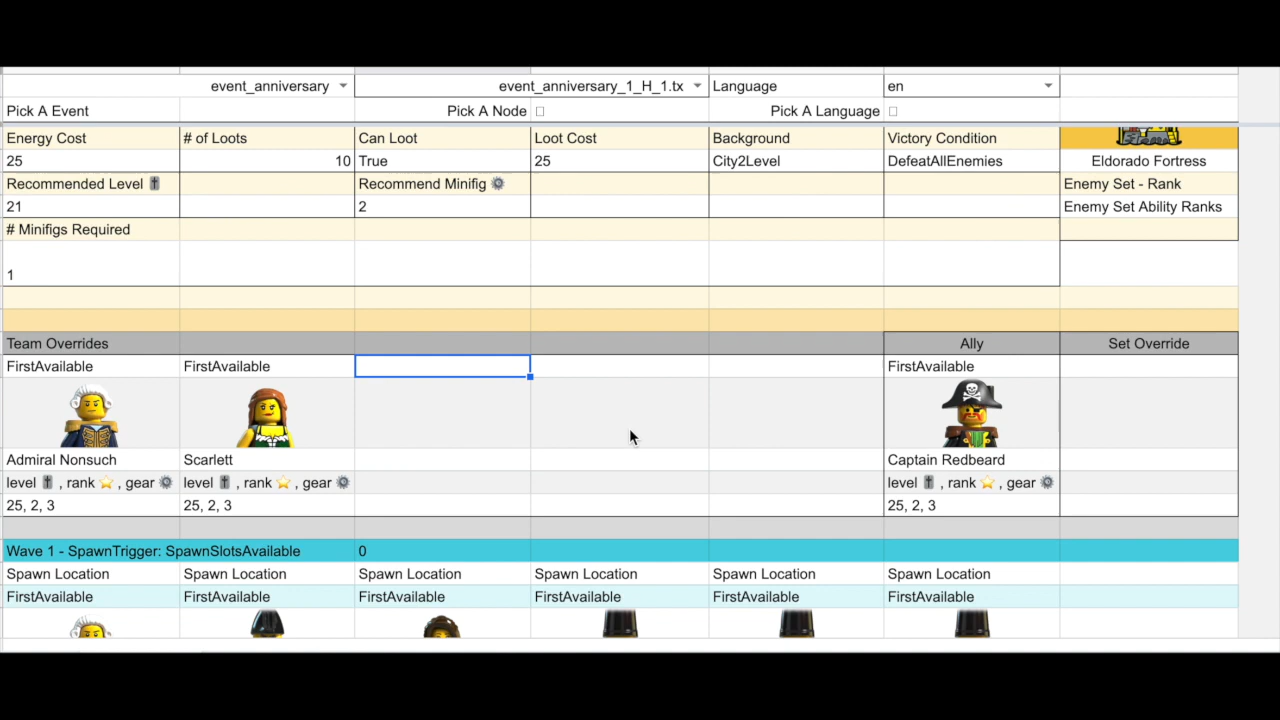 event_anniversary event_anniversary_1_H_1.tx Language en
Pick A Event Pick A Node Pick A Language
Energy Cost # of Loots Can Loot Loot Cost Background Victory Condition
25 10 True 25 City2Level DefeatAllEnemies Eldorado Fortress
Recommended Level Recommend Minifig Enemy Set - Rank
21 2 Enemy Set Ability Ranks
# Minifigs Required
1
Team Overrides Ally Set Override
FirstAvailable FirstAvailable FirstAvailable
Admiral Nonsuch Scarlett Captain Redbeard
level , rank ⭐ , gear ⚙ level , rank ⭐ , gear ⚙ level , rank ⭐ , gear ⚙
25, 2, 3 25, 2, 3 25, 2, 3
Wave 1 - SpawnTrigger: SpawnSlotsAvailable 0
Spawn Location Spawn Location Spawn Location Spawn Location Spawn Location Spawn Location
FirstAvailable FirstAvailable FirstAvailable FirstAvailable FirstAvailable FirstAvailable